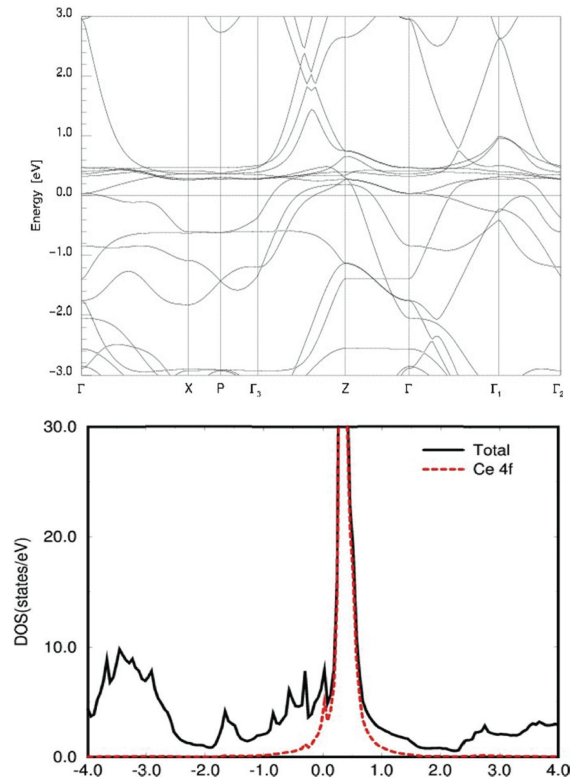 3.0
2.0
1.0
0.0
−1.0
−2.0
−3.0
Energy [eV]
Γ X P Γ₃ Z Γ Γ₁ Γ₂
30.0
20.0
10.0
0.0
DOS(states/eV)
Total
Ce 4f
-4.0 -3.0 -2.0 -1.0 0.0 1.0 2.0 3.0 4.0